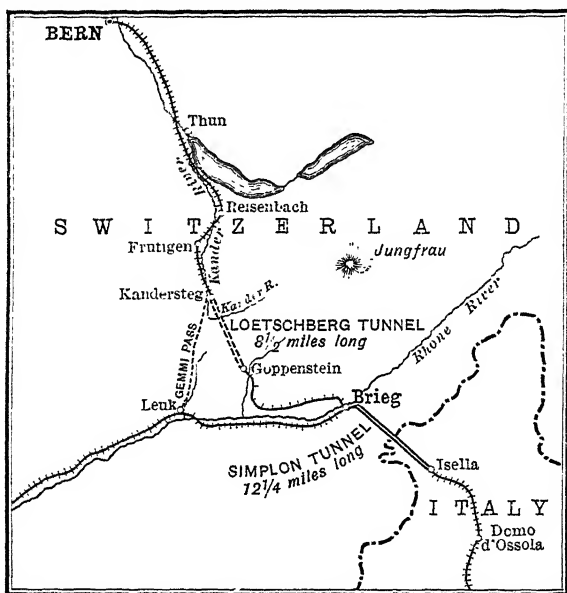 BERN
Thun
River
Reisenbach
SWITZERLAND
Kander
Frutigen
Jungfrau
Kandersteg
Kander R.
Rhone River
LOETSCHBERG TUNNEL
8½ miles long
GEMMI PASS
Goppenstein
Leuk
Brieg
SIMPLON TUNNEL
12¼ miles long
Isella
ITALY
Domo
d'Ossola